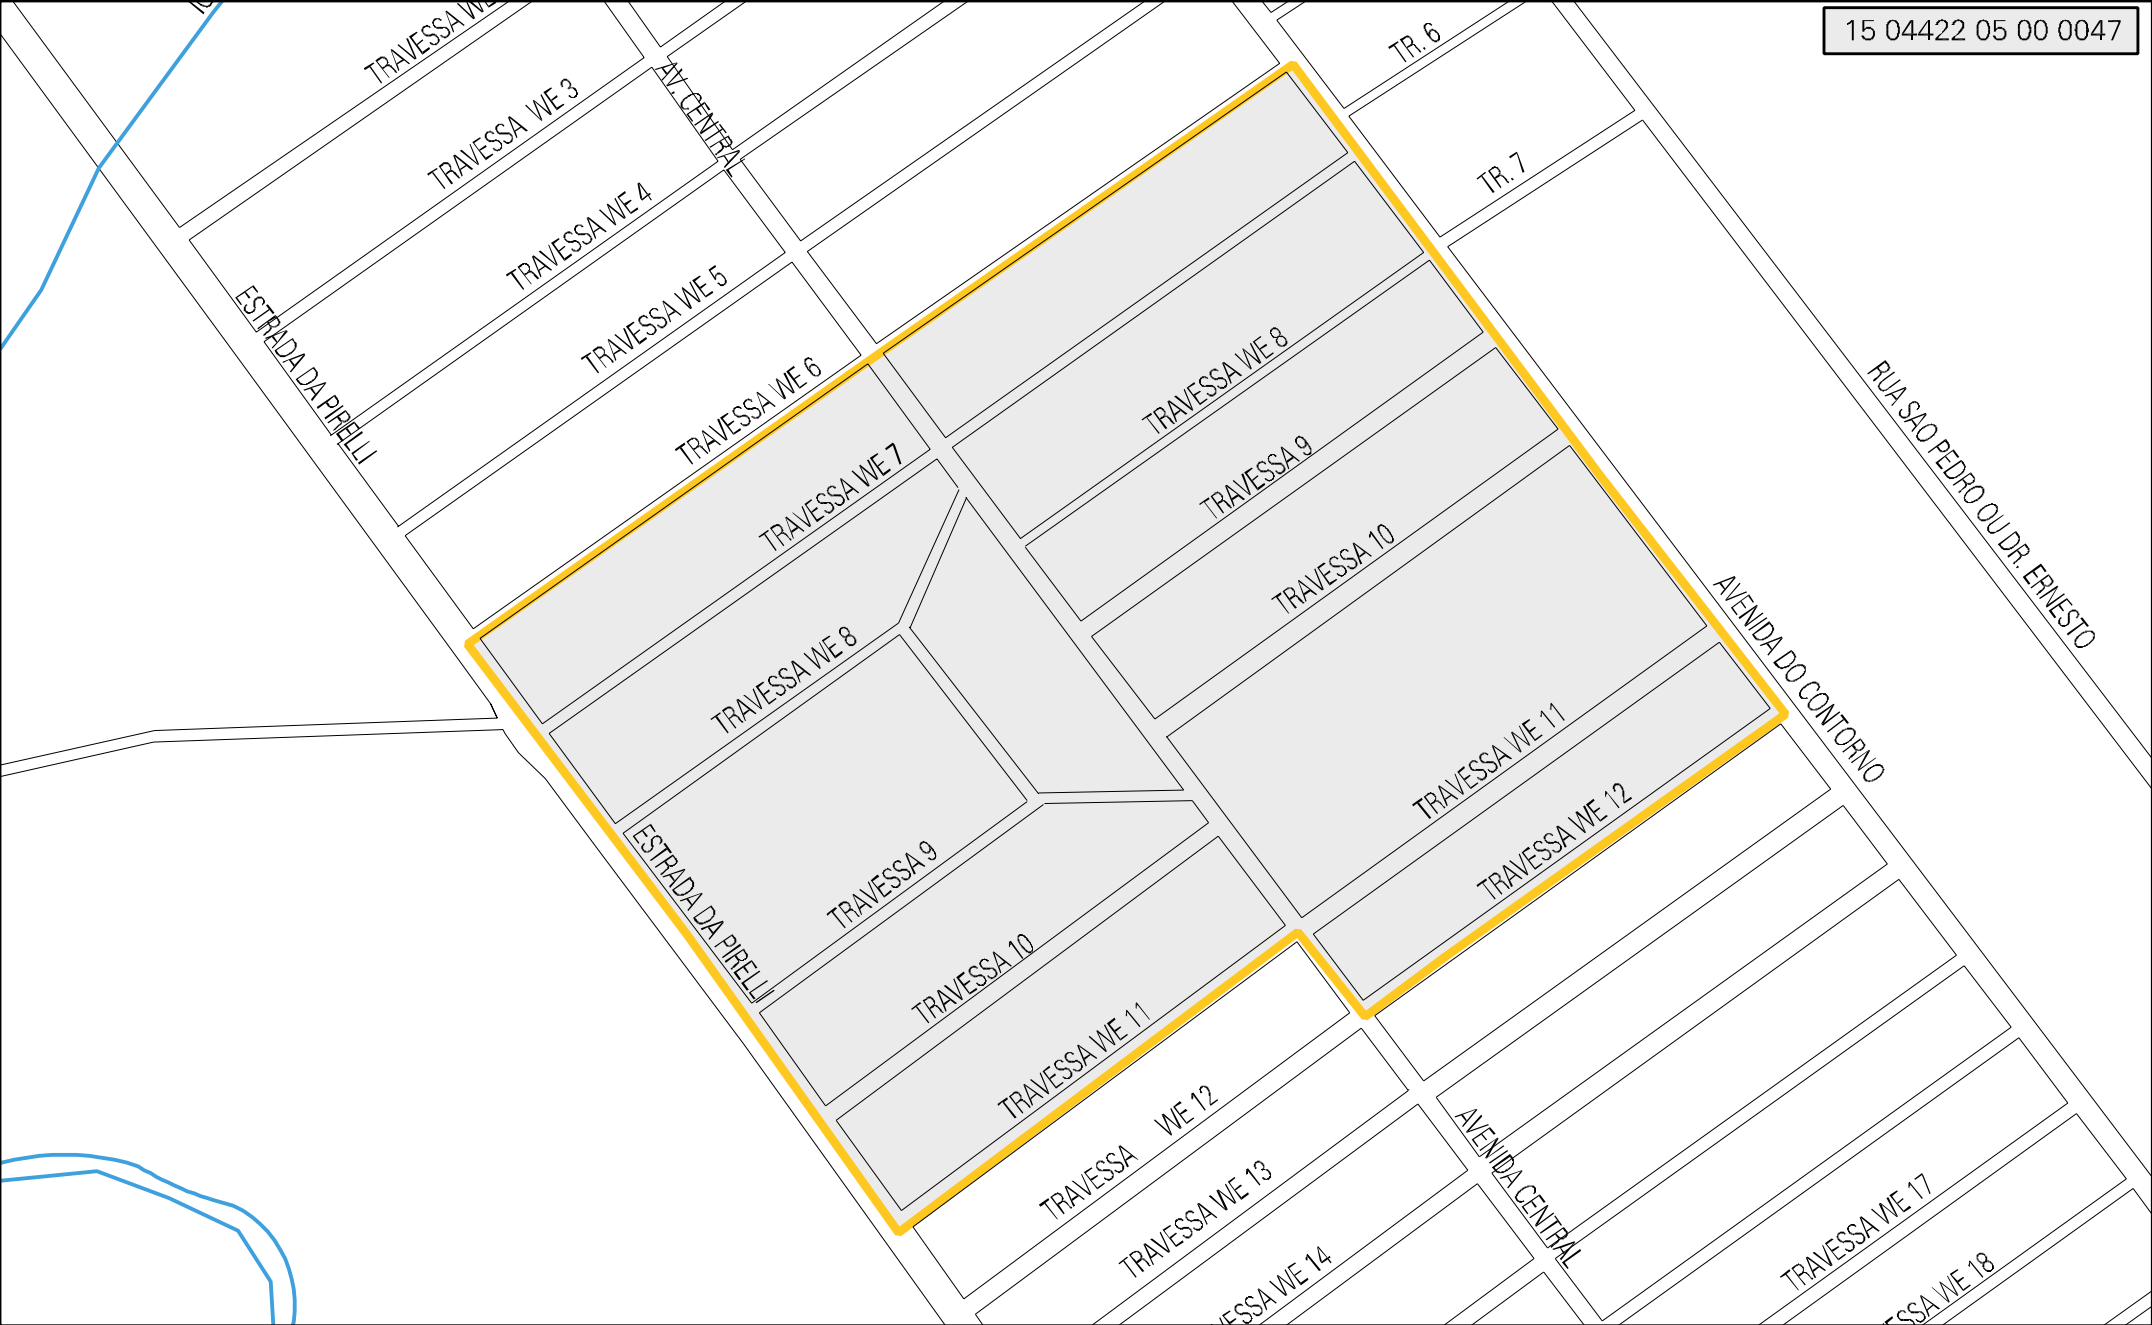 15 04422 05 00 0047
TR. 6
TRAVESSA WE 3
AV. CENTRAL
TR. 7
TRAVESSA WE 4
TRAVESSA WE 5
ESTRADA DA PIRELLI
TRAVESSA WE 6
TRAVESSA WE 8
RUA SAO PEDRO OU DR. ERNESTO
TRAVESSA WE 7
TRAVESSA 9
TRAVESSA 10
TRAVESSA WE 8
AVENIDA DO CONTORNO
TRAVESSA WE 11
TRAVESSA WE 12
TRAVESSA 9
ESTRADA DA PIRELLI
TRAVESSA 10
TRAVESSA WE 11
TRAVESSA WE 12
AVENIDA CENTRAL
TRAVESSA WE 13
TRAVESSA WE 17
WE 14
WE 18
TRAVESSA